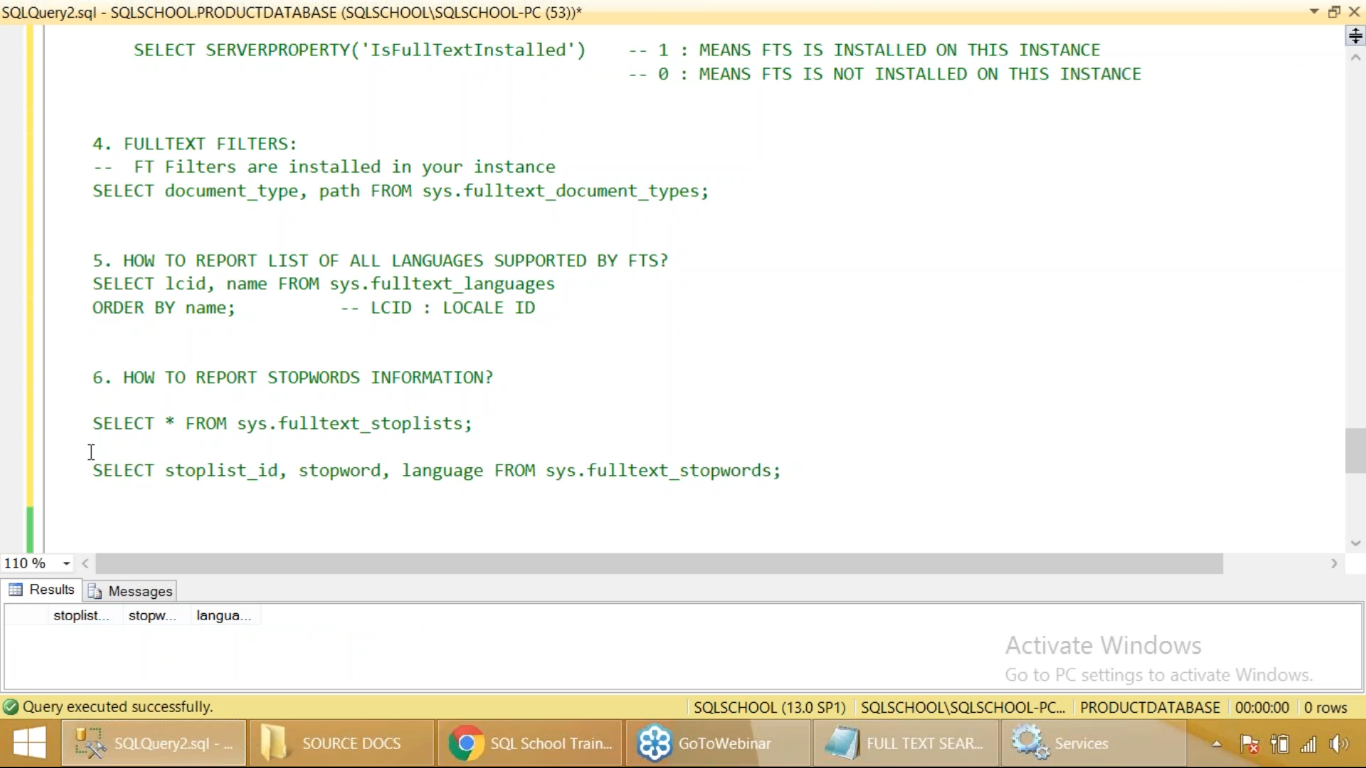 SQLQuery2.sql - SQLSCHOOL.PRODUCTDATABASE (SQLSCHOOL\SQLSCHOOL-PC (53))*
SELECT SERVERPROPERTY('IsFullTextInstalled') -- 1 : MEANS FTS IS INSTALLED ON THIS INSTANCE
-- 0 : MEANS FTS IS NOT INSTALLED ON THIS INSTANCE
4. FULLTEXT FILTERS:
-- FT Filters are installed in your instance
SELECT document_type, path FROM sys.fulltext_document_types;
5. HOW TO REPORT LIST OF ALL LANGUAGES SUPPORTED BY FTS?
SELECT lcid, name FROM sys.fulltext_languages
ORDER BY name; -- LCID : LOCALE ID
6. HOW TO REPORT STOPWORDS INFORMATION?
SELECT * FROM sys.fulltext_stoplists;
SELECT stoplist_id, stopword, language FROM sys.fulltext_stopwords;
110 %
Results Messages
stoplist... stopw... langua...
Activate Windows
Go to PC settings to activate Windows.
Query executed successfully. SQLSCHOOL (13.0 SP1) SQLSCHOOL\SQLSCHOOL-PC... PRODUCTDATABASE 00:00:00 0 rows
SQLQuery2.sql - ... SOURCE DOCS SQL School Train... GoToWebinar FULL TEXT SEAR... Services